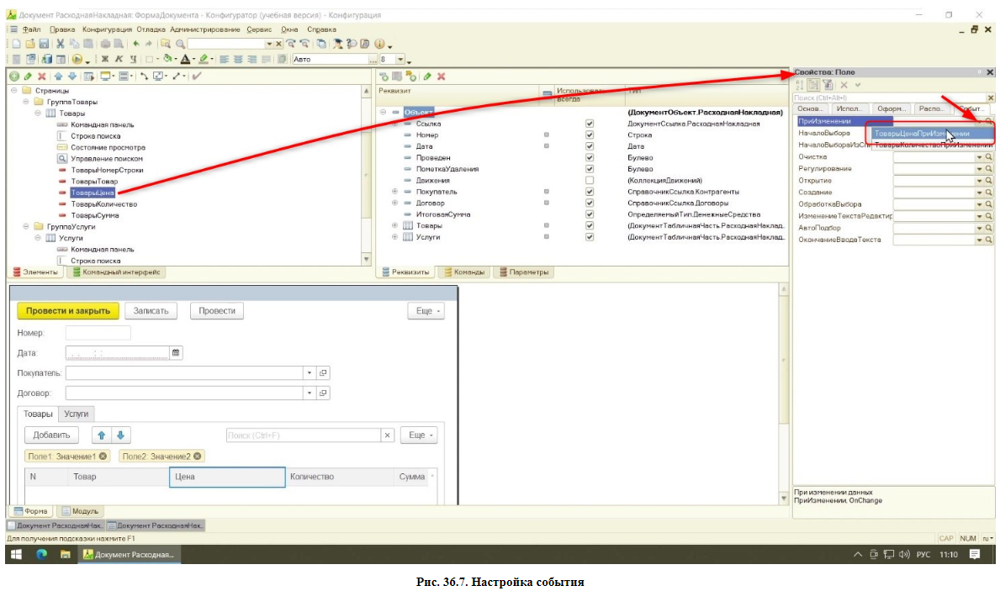 Документ РасходнаяНакладная: ФормаДокумента - Конфигуратор (учебная версия) - Конфигурация
Файл Правка Конфигурация Отладка Администрирование Сервис Окна Справка
Ж К Ч Авто ... 8
Страницы
ГруппаТовары
Товары
Командная панель
Строка поиска
Состояние просмотра
Управление поиском
ТоварыНомерСтроки
ТоварыТовар
ТоварыЦена
ТоварыКоличество
ТоварыСумма
ГруппаУслуги
Услуги
Командная панель
Строка поиска
Элементы Командный интерфейс
Реквизит Использовать всегда Тип
Объект (ДокументОбъект.РасходнаяНакладная)
Ссылка ДокументСсылка.РасходнаяНакладная
Номер Строка
Дата Дата
Проведен Булево
ПометкаУдаления Булево
Движения (КоллекцияДвижений)
Покупатель СправочникСсылка.Контрагенты
Договор СправочникСсылка.Договоры
ИтоговаяСумма ОпределяемыйТип.ДенежныеСредства
Товары (ДокументТабличнаяЧасть.РасходнаяНаклад..
Услуги (ДокументТабличнаяЧасть.РасходнаяНаклад..
Реквизиты Команды Параметры
Свойства: Поле
Поиск (Ctrl+Alt+I)
Основ... Испол... Оформ... Распо... Событ...
ПриИзменении
НачалоВыбора ТоварыЦенаПриИзменении
НачалоВыбораИзСпи ТоварыКоличествоПриИзменении
Очистка
Регулирование
Открытие
Создание
ОбработкаВыбора
ИзменениеТекстаРедактир
АвтоПодбор
ОкончаниеВводаТекста
При изменении данных
ПриИзменении, OnChange
Провести и закрыть Записать Провести Еще
Номер:
Дата: . . : :
Покупатель:
Договор:
Товары Услуги
Добавить Поиск (Ctrl+F) × Еще
Поле1: Значение1 Поле2: Значение2
N Товар Цена Количество Сумма
Форма Модуль
Документ РасходнаяНак.. Документ РасходнаяНак..
Для получения подсказки нажмите F1 CAP NUM ru
Документ Расходная... РУС 11:10
Рис. 36.7. Настройка события